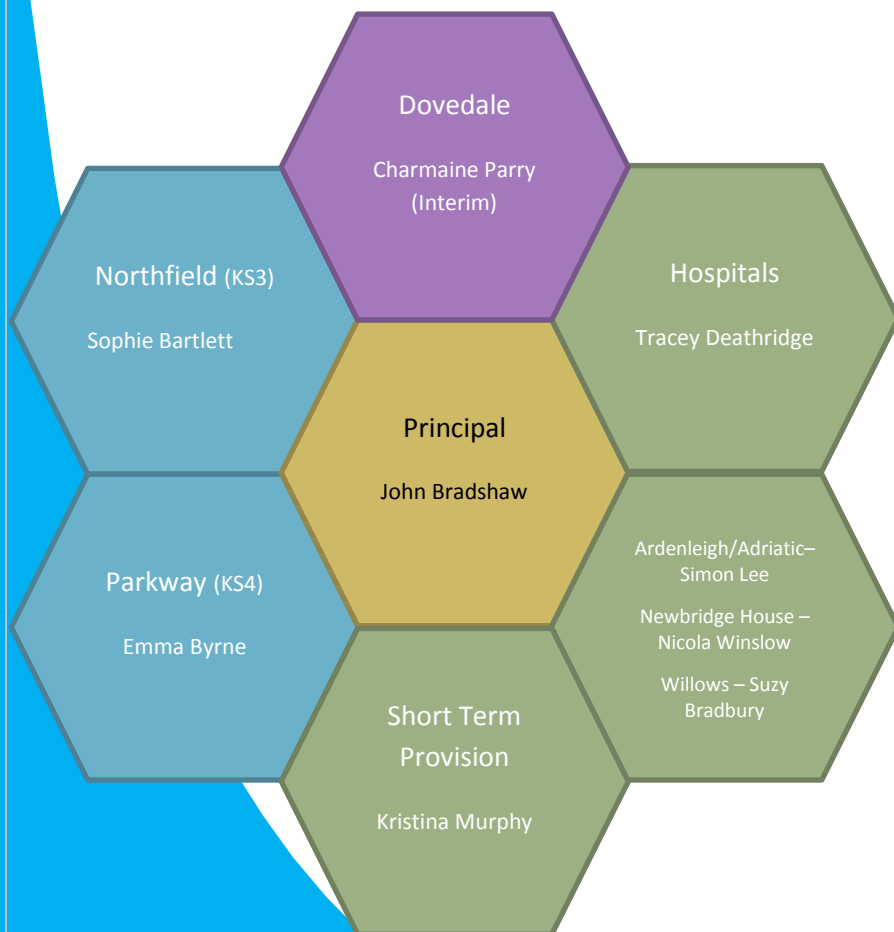 Dovedale
Charmaine Parry
(Interim)
Northfield (KS3)
Sophie Bartlett
Hospitals
Tracey Deathridge
Principal
John Bradshaw
Parkway (KS4)
Emma Byrne
Ardenleigh/Adriatic–
Simon Lee
Newbridge House –
Nicola Winslow
Willows – Suzy
Bradbury
Short Term
Provision
Kristina Murphy